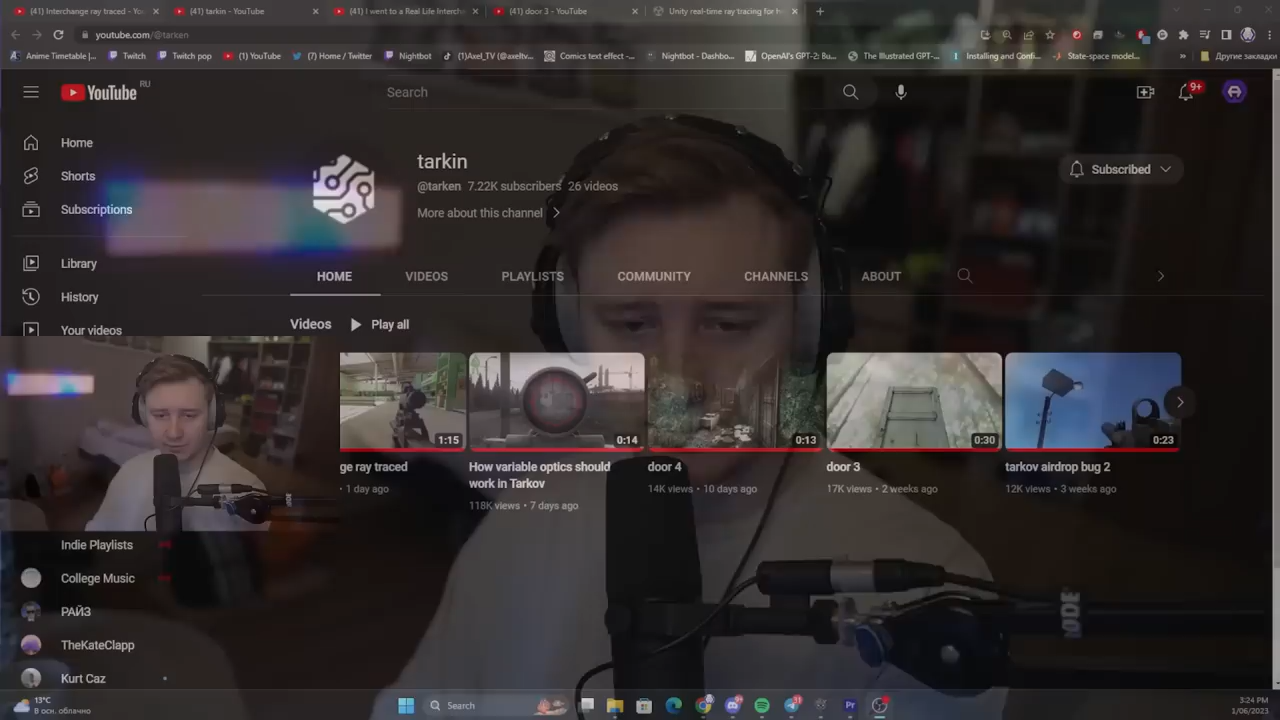 (41) Interchange ray traced - Yo
(41) tarkin - YouTube
(41) I went to a Real Life Interch
(41) door 3 - YouTube
Unity real-time ray tracing for h
youtube.com/@tarken
Anime Timetable |
Twitch
Twitch pop
(1) YouTube
(7) Home / Twitter
Nightbot
(1)Axel_TV (@axeltv...
Comics text effect -...
Nightbot - Dashbo...
OpenAI's GPT-2: Bu...
The Illustrated GPT-...
Installing and Confi...
State-space model...
»
Другие закладки
YouTube RU
Search
9+
Home
Shorts
Subscriptions
Library
History
Your videos
tarkin
@tarken 7.22K subscribers 26 videos
More about this channel
Subscribed
HOME
VIDEOS
PLAYLISTS
COMMUNITY
CHANNELS
ABOUT
Videos
Play all
1:15
0:14
0:13
0:30
0:23
ge ray traced
• 1 day ago
How variable optics should
work in Tarkov
118K views • 7 days ago
door 4
14K views • 10 days ago
door 3
17K views • 2 weeks ago
tarkov airdrop bug 2
12K views • 3 weeks ago
Indie Playlists
College Music
РАЙЗ
TheKateClapp
Kurt Caz
13°C
В осн. облачно
Search
Pr
3:24 PM
1/06/2023